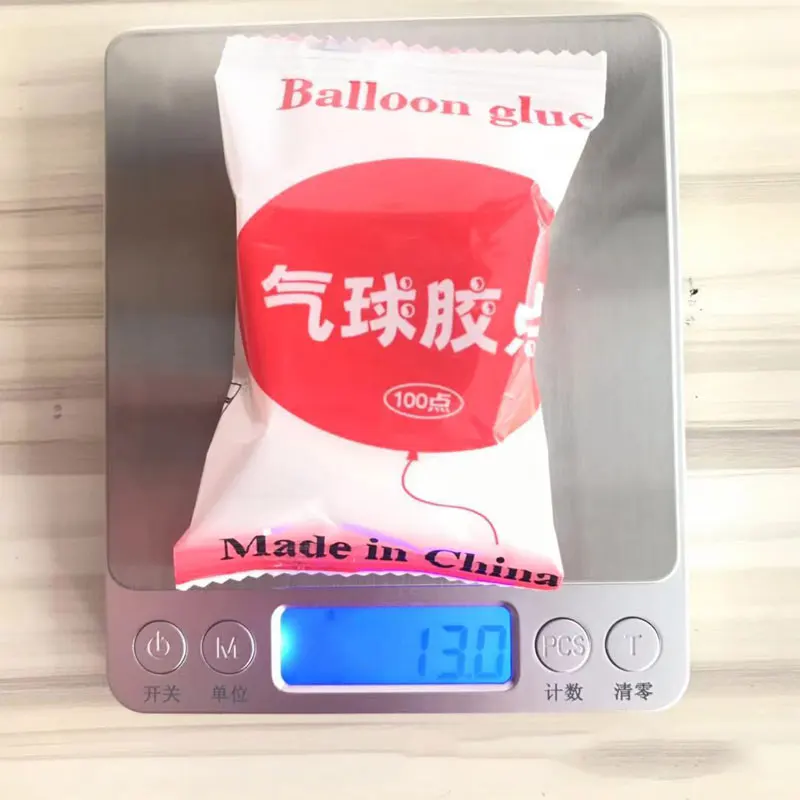 Balloon glue
气球胶点
100点
Made in China
13.0
M PCS T
开关 单位 计数 清零